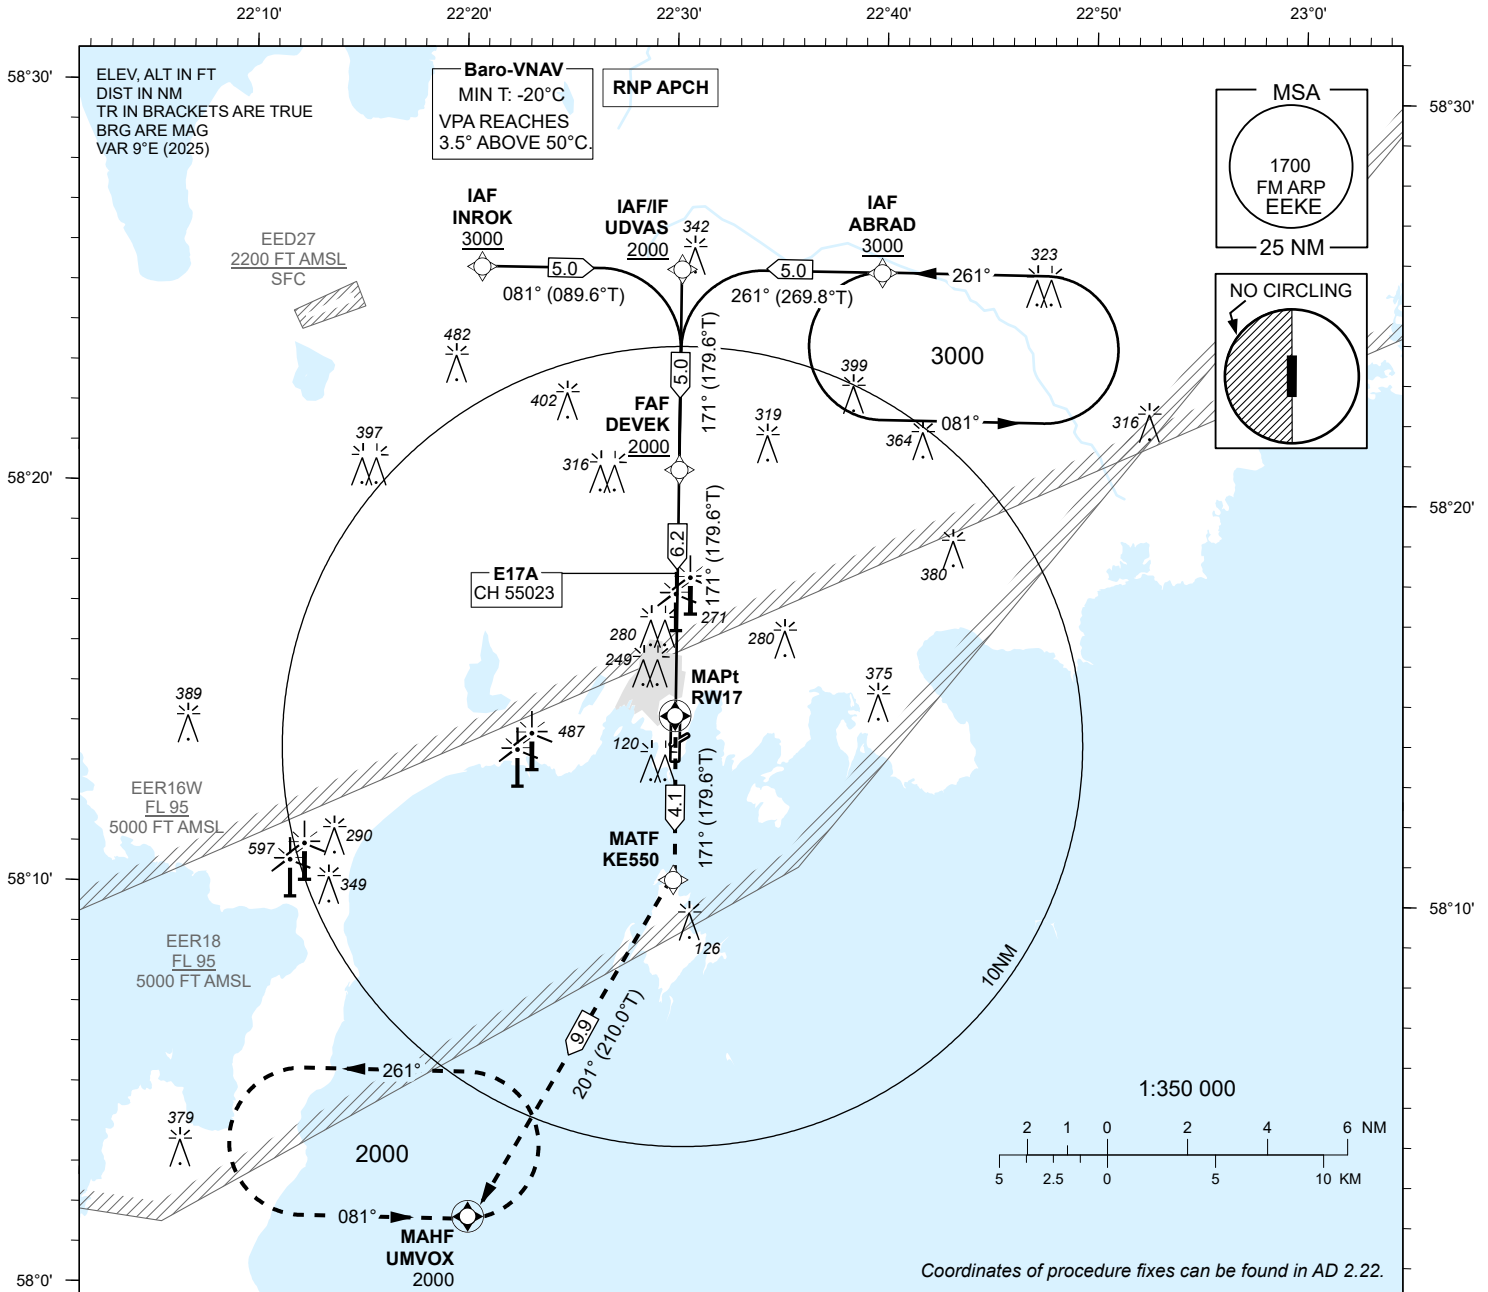 22°10'
22°20'
22°30'
22°40'
22°50'
23°0'
58°30'
58°30'
ELEV, ALT IN FT
DIST IN NM
TR IN BRACKETS ARE TRUE
BRG ARE MAG
VAR 9°E (2025)
Baro-VNAV
MIN T: -20°C
VPA REACHES
3.5° ABOVE 50°C.
RNP APCH
MSA
1700
FM ARP
EEKE
25 NM
NO CIRCLING
IAF
INROK
3000
IAF/IF
UDVAS
2000
342
IAF
ABRAD
3000
323
EED27
2200 FT AMSL
SFC
5.0
081° (089.6°T)
5.0
261° (269.8°T)
261°
3000
081°
482
402
397
316
399
319
364
316
5.0
171° (179.6°T)
FAF
DEVEK
2000
58°20'
58°20'
6.2
171° (179.6°T)
E17A
CH 55023
380
271
280
249
280
375
MAPt
RW17
389
487
120
4.1
171° (179.6°T)
EER16W
FL 95
5000 FT AMSL
597
290
349
MATF
KE550
58°10'
58°10'
126
EER18
FL 95
5000 FT AMSL
10NM
9.9
201° (210.0°T)
261°
2000
081°
379
MAHF
UMVOX
2000
1:350 000
2 1 0 2 4 6 NM
5 2.5 0 5 10 KM
58°0'
Coordinates of procedure fixes can be found in AD 2.22.